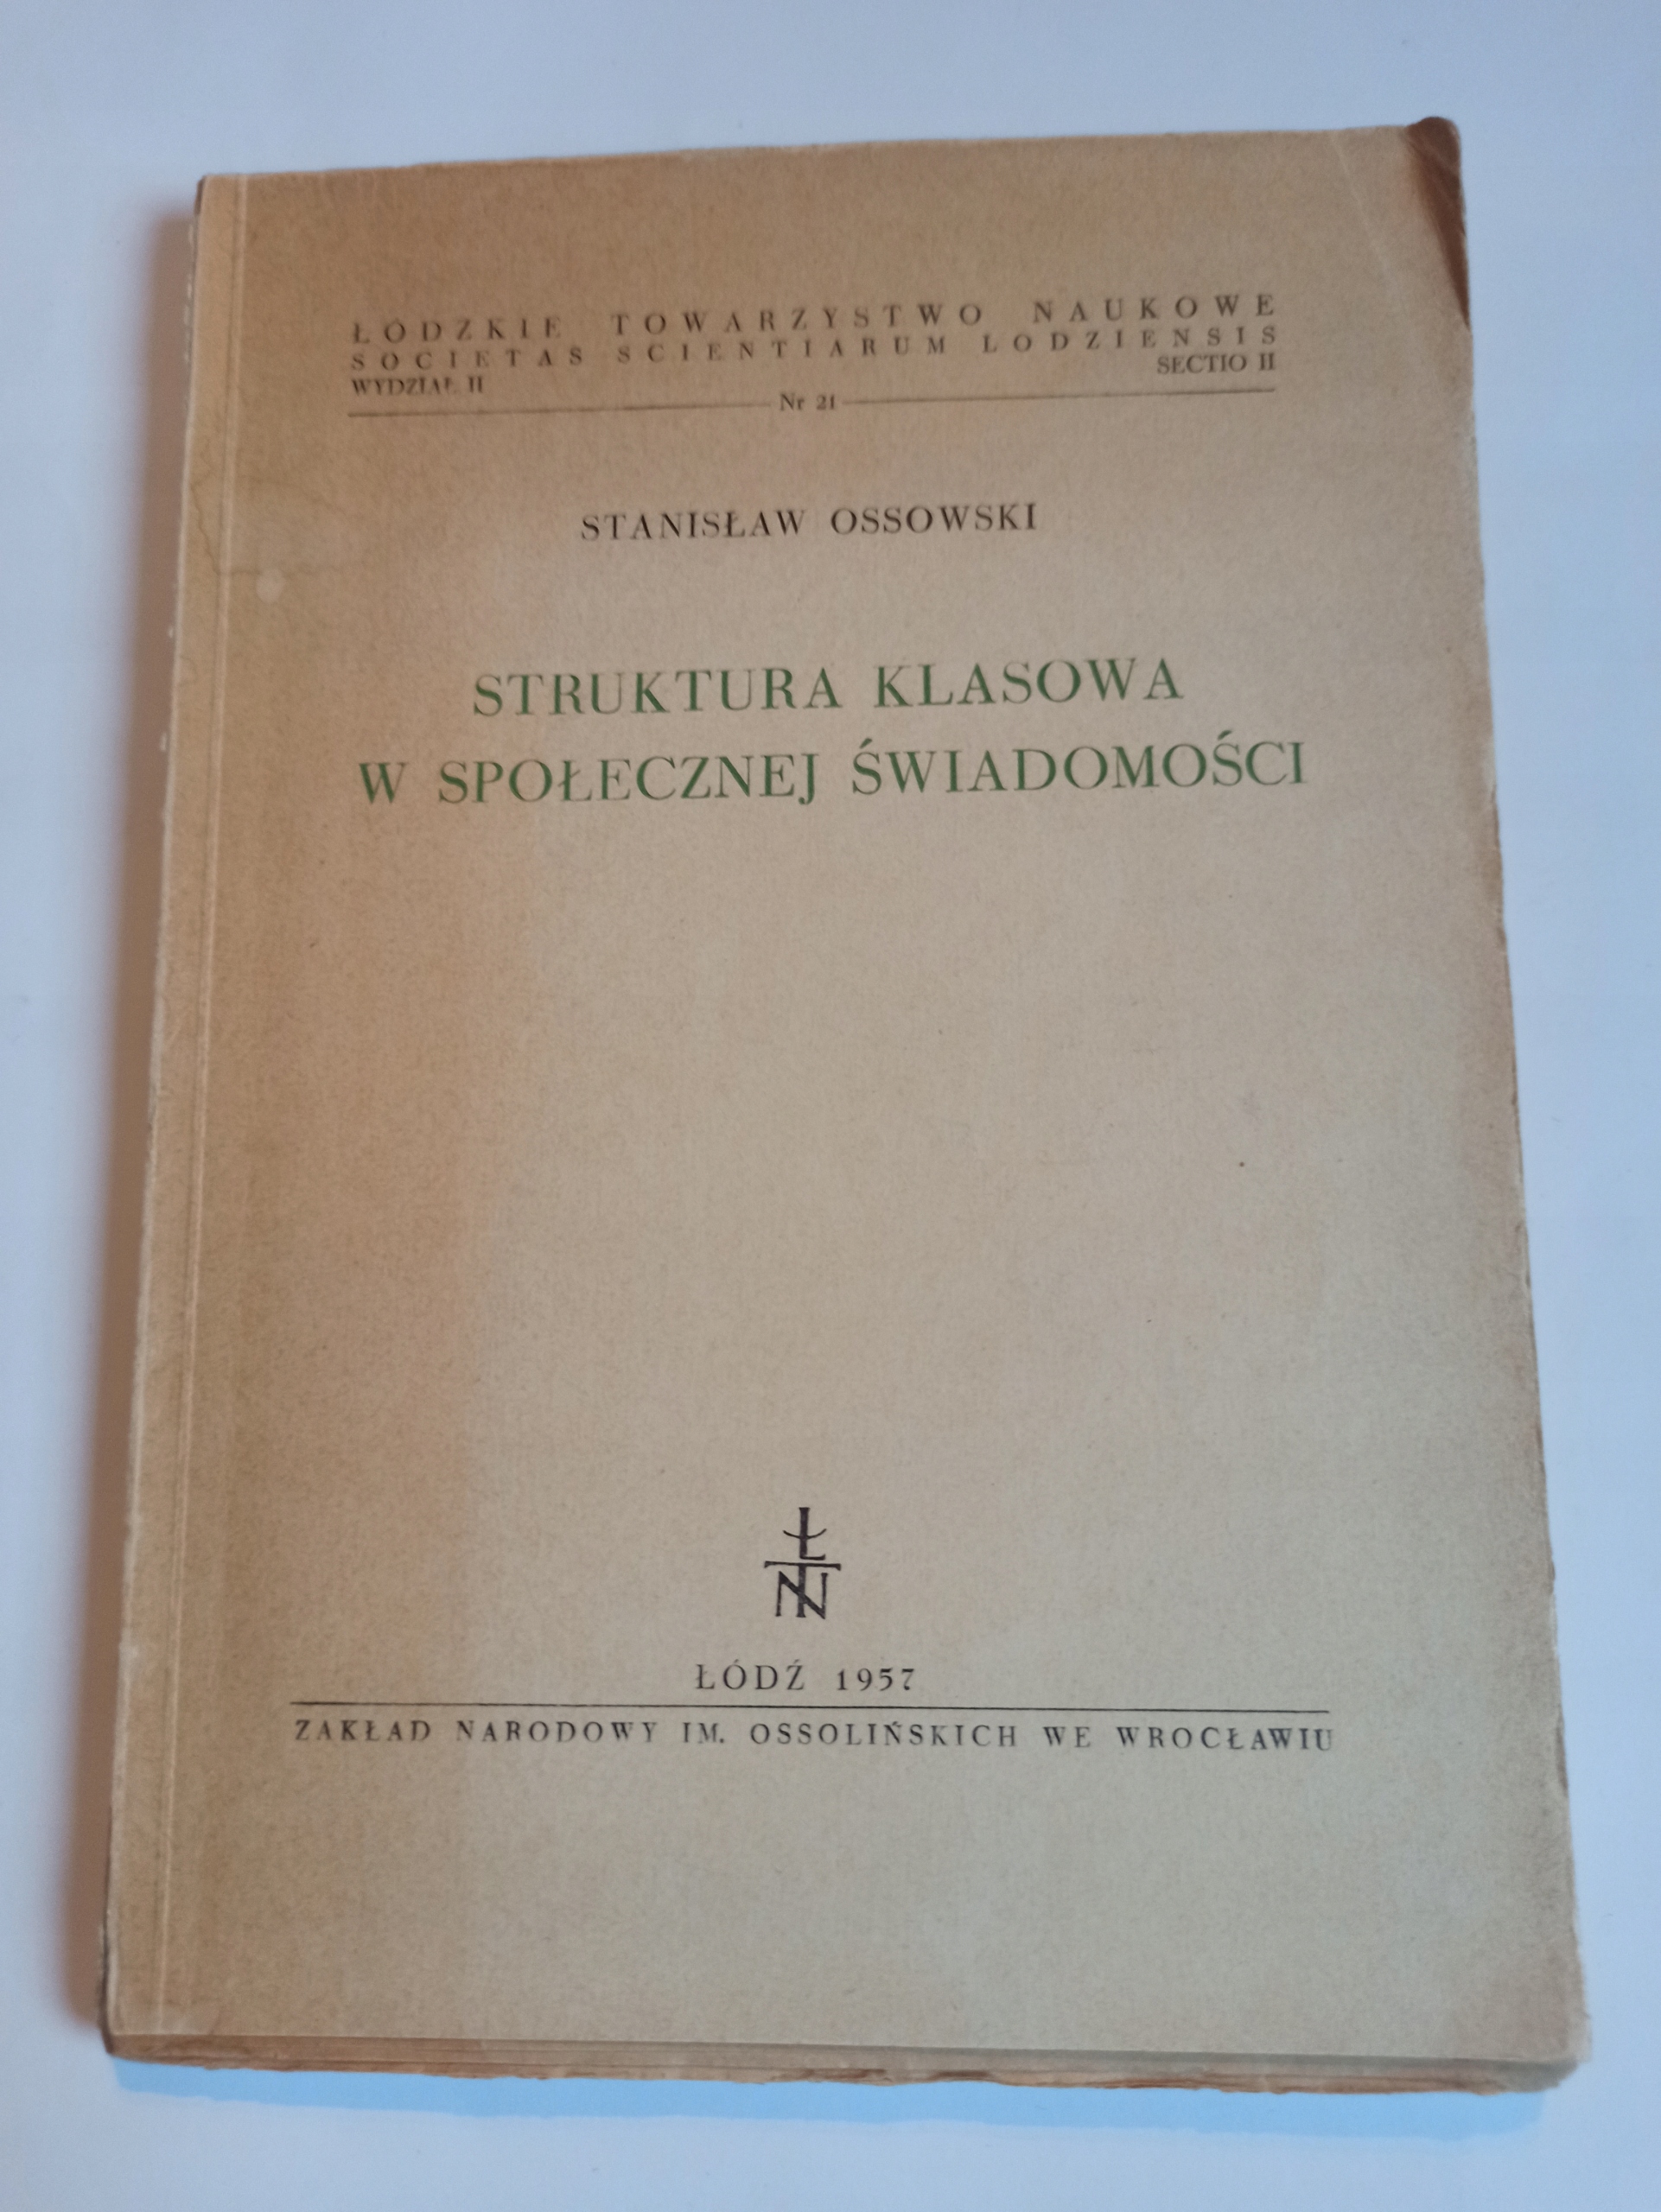 ŁÓDZKIE TOWARZYSTWO NAUKOWE
SOCIETAS SCIENTIARUM LODZIENSIS
WYDZIAŁ II SECTIO II
Nr 21
STANISŁAW OSSOWSKI
STRUKTURA KLASOWA
W SPOŁECZNEJ ŚWIADOMOŚCI
ŁTN
ŁÓDŹ 1957
ZAKŁAD NARODOWY IM. OSSOLIŃSKICH WE WROCŁAWIU